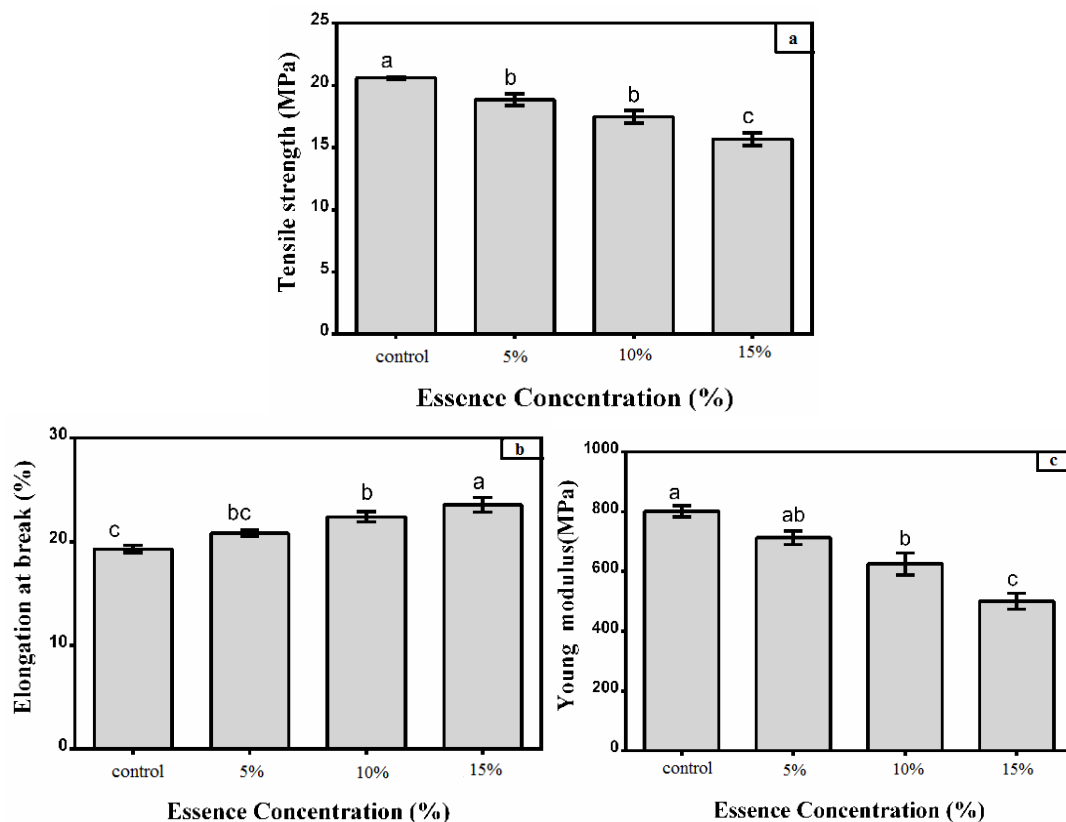 a
Tensile strength (MPa)
25
20
15
10
5
0
a
b
b
c
control
5%
10%
15%
Essence Concentration (%)
b
Elongation at break (%)
30
20
10
0
c
bc
b
a
control
5%
10%
15%
Essence Concentration (%)
c
Young modulus(MPa)
1000
800
600
400
200
0
a
ab
b
c
control
5%
10%
15%
Essence Concentration (%)